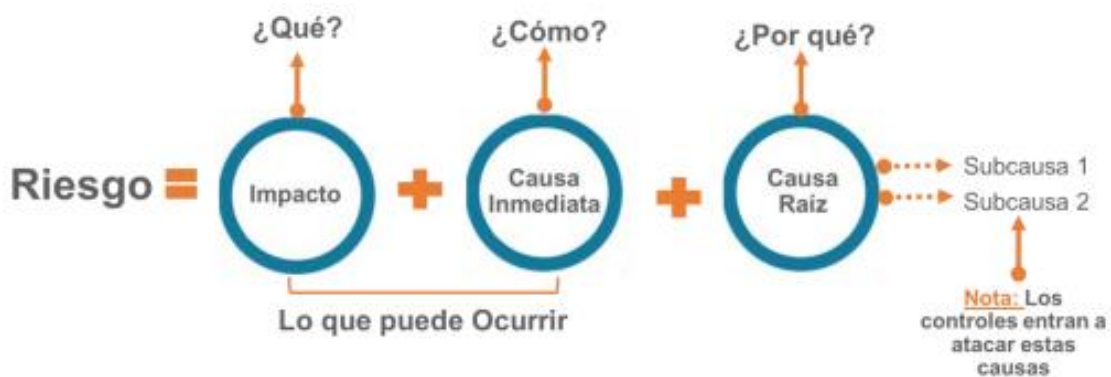 ¿Qué?
¿Cómo?
¿Por qué?
Riesgo =
Impacto
+
Causa
Inmediata
+
Causa
Raíz
Subcausa 1
Subcausa 2
Lo que puede Ocurrir
Nota: Los
controles entran a
atacar estas
causas